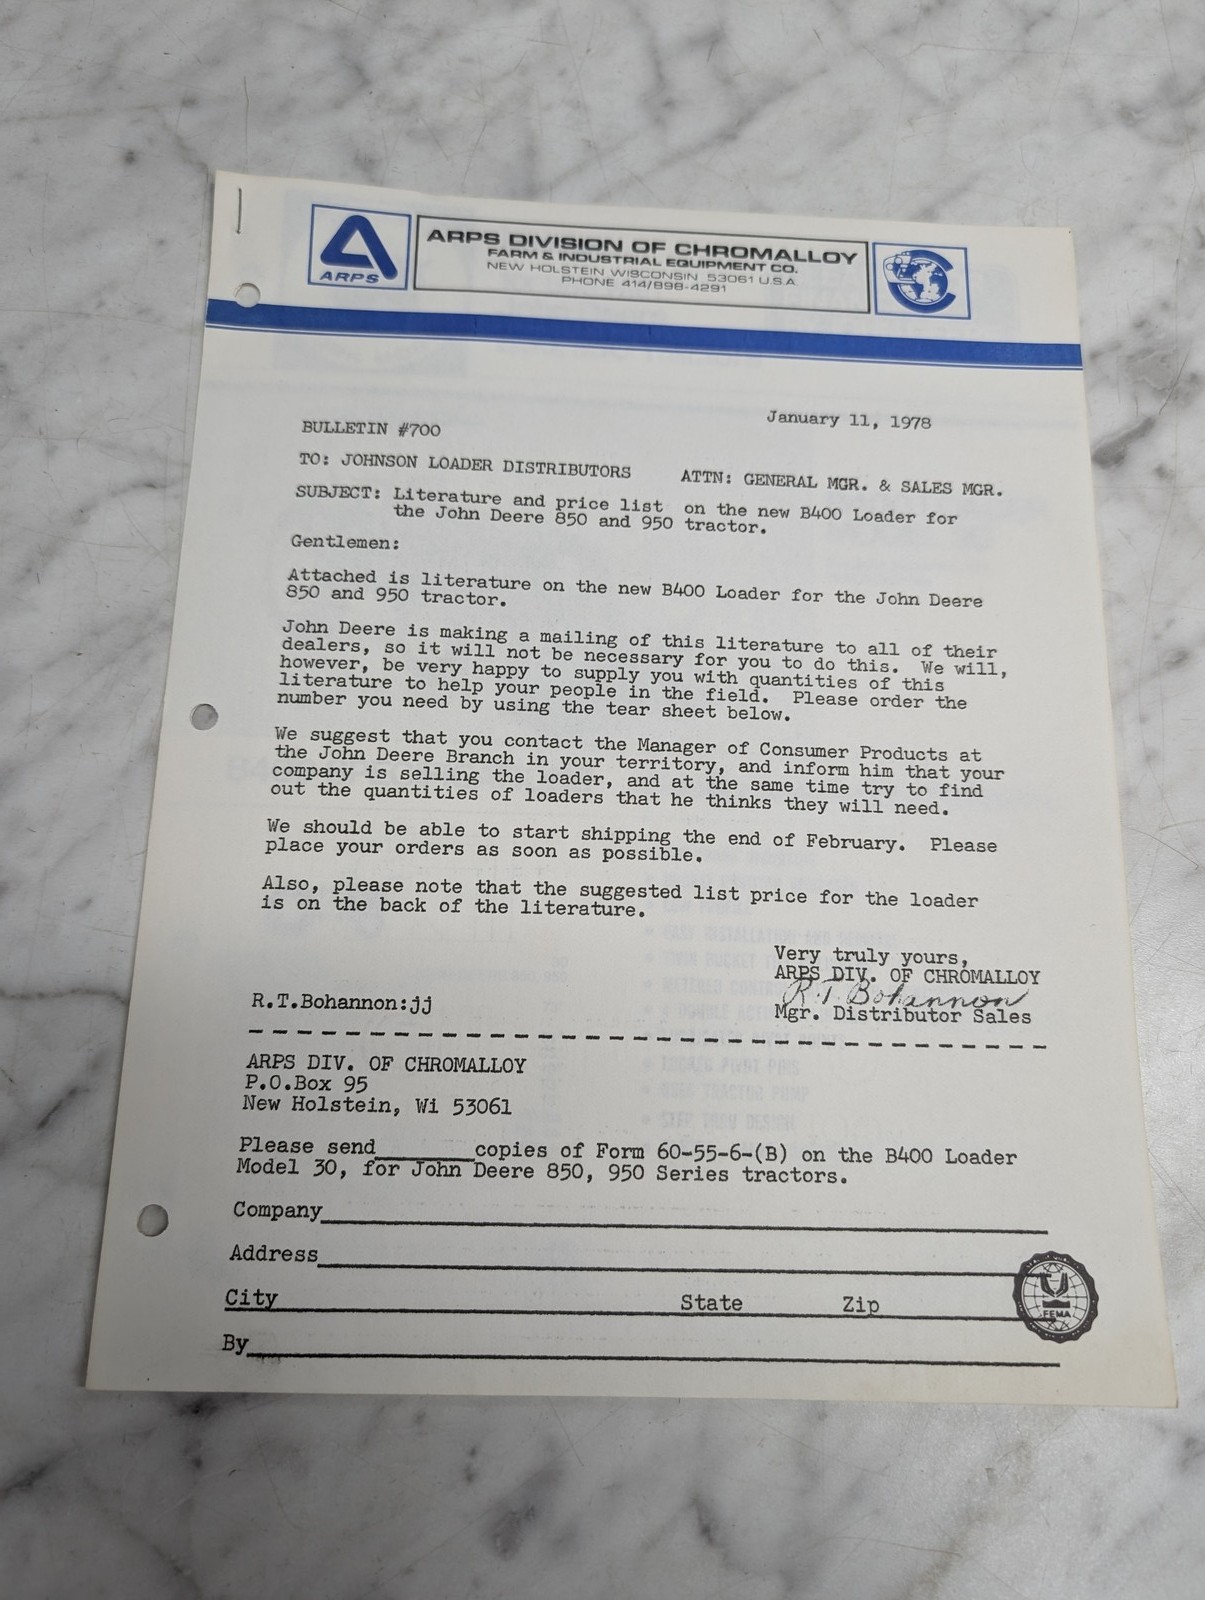 ARPS
ARPS DIVISION OF CHROMALLOY
FARM & INDUSTRIAL EQUIPMENT CO.
NEW HOLSTEIN WISCONSIN 53061 U.S.A.
PHONE 414/898-4291
January 11, 1978
BULLETIN #700
TO: JOHNSON LOADER DISTRIBUTORS ATTN: GENERAL MGR. & SALES MGR.
SUBJECT: Literature and price list on the new B400 Loader for
the John Deere 850 and 950 tractor.
Gentlemen:
Attached is literature on the new B400 Loader for the John Deere
850 and 950 tractor.
John Deere is making a mailing of this literature to all of their
dealers, so it will not be necessary for you to do this. We will,
however, be very happy to supply you with quantities of this
literature to help your people in the field. Please order the
number you need by using the tear sheet below.
We suggest that you contact the Manager of Consumer Products at
the John Deere Branch in your territory, and inform him that your
company is selling the loader, and at the same time try to find
out the quantities of loaders that he thinks they will need.
We should be able to start shipping the end of February. Please
place your orders as soon as possible.
Also, please note that the suggested list price for the loader
is on the back of the literature.
Very truly yours,
ARPS DIV. OF CHROMALLOY
R.T. Bohannon
R.T.Bohannon:jj
Mgr. Distributor Sales
ARPS DIV. OF CHROMALLOY
P.O.Box 95
New Holstein, Wi 53061
Please send________copies of Form 60-55-6-(B) on the B400 Loader
Model 30, for John Deere 850, 950 Series tractors.
Company
Address
City State Zip
By
FEMA